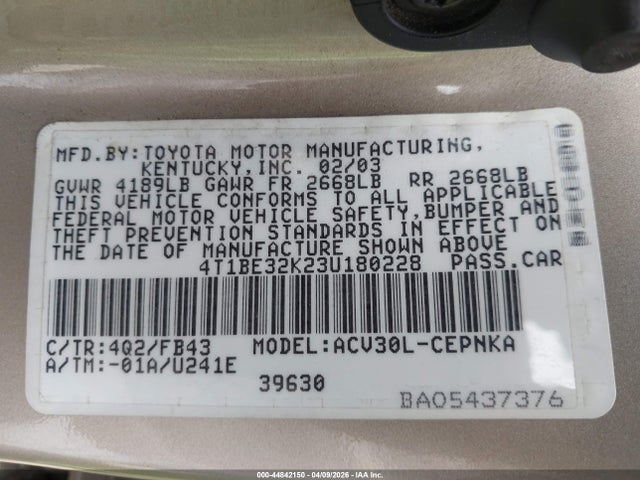 MFD.BY:TOYOTA MOTOR MANUFACTURING,
KENTUCKY,INC. 02/03
GVWR 4189LB GAWR FR 2668LB RR 2668LB
THIS VEHICLE CONFORMS TO ALL APPLICABLE
FEDERAL MOTOR VEHICLE SAFETY,BUMPER AND
THEFT PREVENTION STANDARDS IN EFFECT ON
THE DATE OF MANUFACTURE SHOWN ABOVE
4T1BE32K23U180228 PASS.CAR
C/TR:4Q2/FB43 MODEL:ACV30L-CEPNKA
A/TM:-01A/U241E
39630
BA05437376
000-44842150 - 04/09/2026 - IAA Inc.